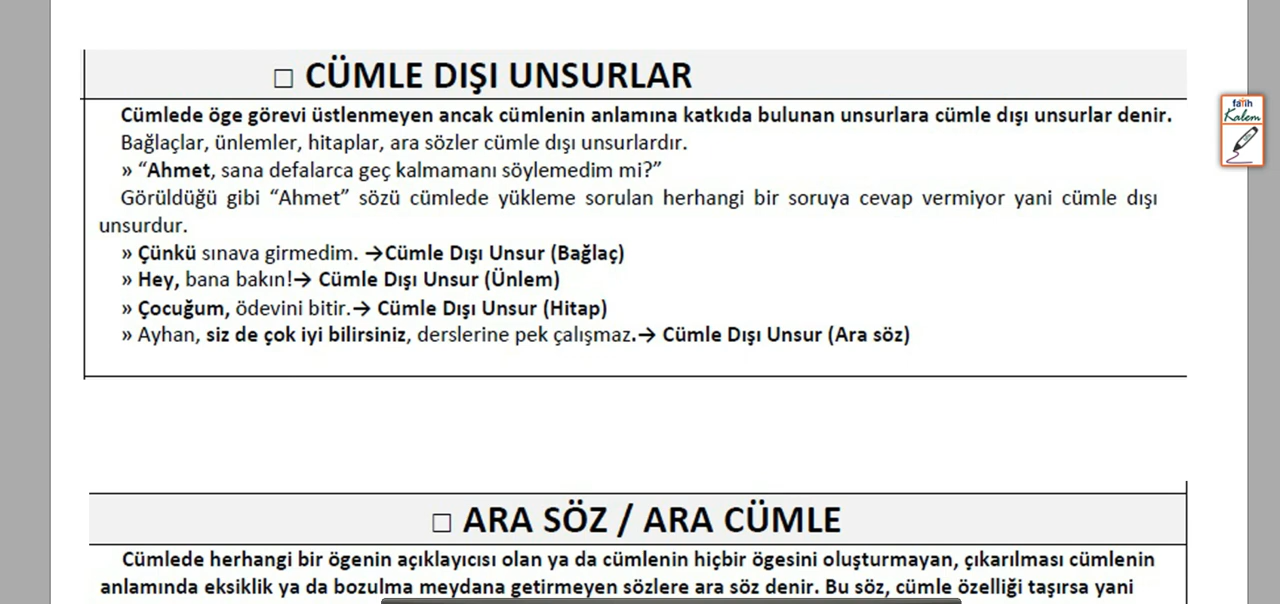 □ CÜMLE DIŞI UNSURLAR
Cümlede öge görevi üstlenmeyen ancak cümlenin anlamına katkıda bulunan unsurlara cümle dışı unsurlar denir.
Bağlaçlar, ünlemler, hitaplar, ara sözler cümle dışı unsurlardır.
» “Ahmet, sana defalarca geç kalmamanı söylemedim mi?”
Görüldüğü gibi “Ahmet” sözü cümlede yükleme sorulan herhangi bir soruya cevap vermiyor yani cümle dışı
unsurdur.
» Çünkü sınava girmedim. →Cümle Dışı Unsur (Bağlaç)
» Hey, bana bakın!→ Cümle Dışı Unsur (Ünlem)
» Çocuğum, ödevini bitir.→ Cümle Dışı Unsur (Hitap)
» Ayhan, siz de çok iyi bilirsiniz, derslerine pek çalışmaz.→ Cümle Dışı Unsur (Ara söz)
fatih
Kalem
□ ARA SÖZ / ARA CÜMLE
Cümlede herhangi bir ögenin açıklayıcısı olan ya da cümlenin hiçbir ögesini oluşturmayan, çıkarılması cümlenin
anlamında eksiklik ya da bozulma meydana getirmeyen sözlere ara söz denir. Bu söz, cümle özelliği taşırsa yani